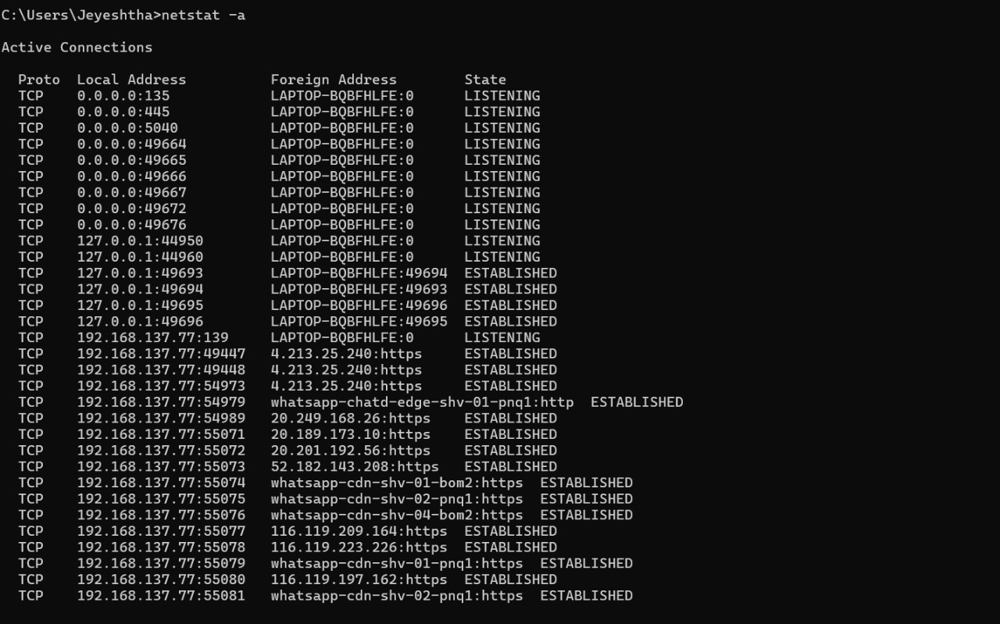 C:\Users\Jeyeshtha>netstat -a
Active Connections
Proto  Local Address          Foreign Address        State
TCP    0.0.0.0:135            LAPTOP-BQBFHLFE:0      LISTENING
TCP    0.0.0.0:445            LAPTOP-BQBFHLFE:0      LISTENING
TCP    0.0.0.0:5040           LAPTOP-BQBFHLFE:0      LISTENING
TCP    0.0.0.0:49664          LAPTOP-BQBFHLFE:0      LISTENING
TCP    0.0.0.0:49665          LAPTOP-BQBFHLFE:0      LISTENING
TCP    0.0.0.0:49666          LAPTOP-BQBFHLFE:0      LISTENING
TCP    0.0.0.0:49667          LAPTOP-BQBFHLFE:0      LISTENING
TCP    0.0.0.0:49672          LAPTOP-BQBFHLFE:0      LISTENING
TCP    0.0.0.0:49676          LAPTOP-BQBFHLFE:0      LISTENING
TCP    127.0.0.1:44950        LAPTOP-BQBFHLFE:0      LISTENING
TCP    127.0.0.1:44960        LAPTOP-BQBFHLFE:0      LISTENING
TCP    127.0.0.1:49693        LAPTOP-BQBFHLFE:49694  ESTABLISHED
TCP    127.0.0.1:49694        LAPTOP-BQBFHLFE:49693  ESTABLISHED
TCP    127.0.0.1:49695        LAPTOP-BQBFHLFE:49696  ESTABLISHED
TCP    127.0.0.1:49696        LAPTOP-BQBFHLFE:49695  ESTABLISHED
TCP    192.168.137.77:139     LAPTOP-BQBFHLFE:0      LISTENING
TCP    192.168.137.77:49447   4.213.25.240:https     ESTABLISHED
TCP    192.168.137.77:49448   4.213.25.240:https     ESTABLISHED
TCP    192.168.137.77:54973   4.213.25.240:https     ESTABLISHED
TCP    192.168.137.77:54979   whatsapp-chatd-edge-shv-01-pnq1:http  ESTABLISHED
TCP    192.168.137.77:54989   20.249.168.26:https    ESTABLISHED
TCP    192.168.137.77:55071   20.189.173.10:https    ESTABLISHED
TCP    192.168.137.77:55072   20.201.192.56:https    ESTABLISHED
TCP    192.168.137.77:55073   52.182.143.208:https   ESTABLISHED
TCP    192.168.137.77:55074   whatsapp-cdn-shv-01-bom2:https  ESTABLISHED
TCP    192.168.137.77:55075   whatsapp-cdn-shv-02-pnq1:https  ESTABLISHED
TCP    192.168.137.77:55076   whatsapp-cdn-shv-04-bom2:https  ESTABLISHED
TCP    192.168.137.77:55077   116.119.209.164:https  ESTABLISHED
TCP    192.168.137.77:55078   116.119.223.226:https  ESTABLISHED
TCP    192.168.137.77:55079   whatsapp-cdn-shv-01-pnq1:https  ESTABLISHED
TCP    192.168.137.77:55080   116.119.197.162:https  ESTABLISHED
TCP    192.168.137.77:55081   whatsapp-cdn-shv-02-pnq1:https  ESTABLISHED